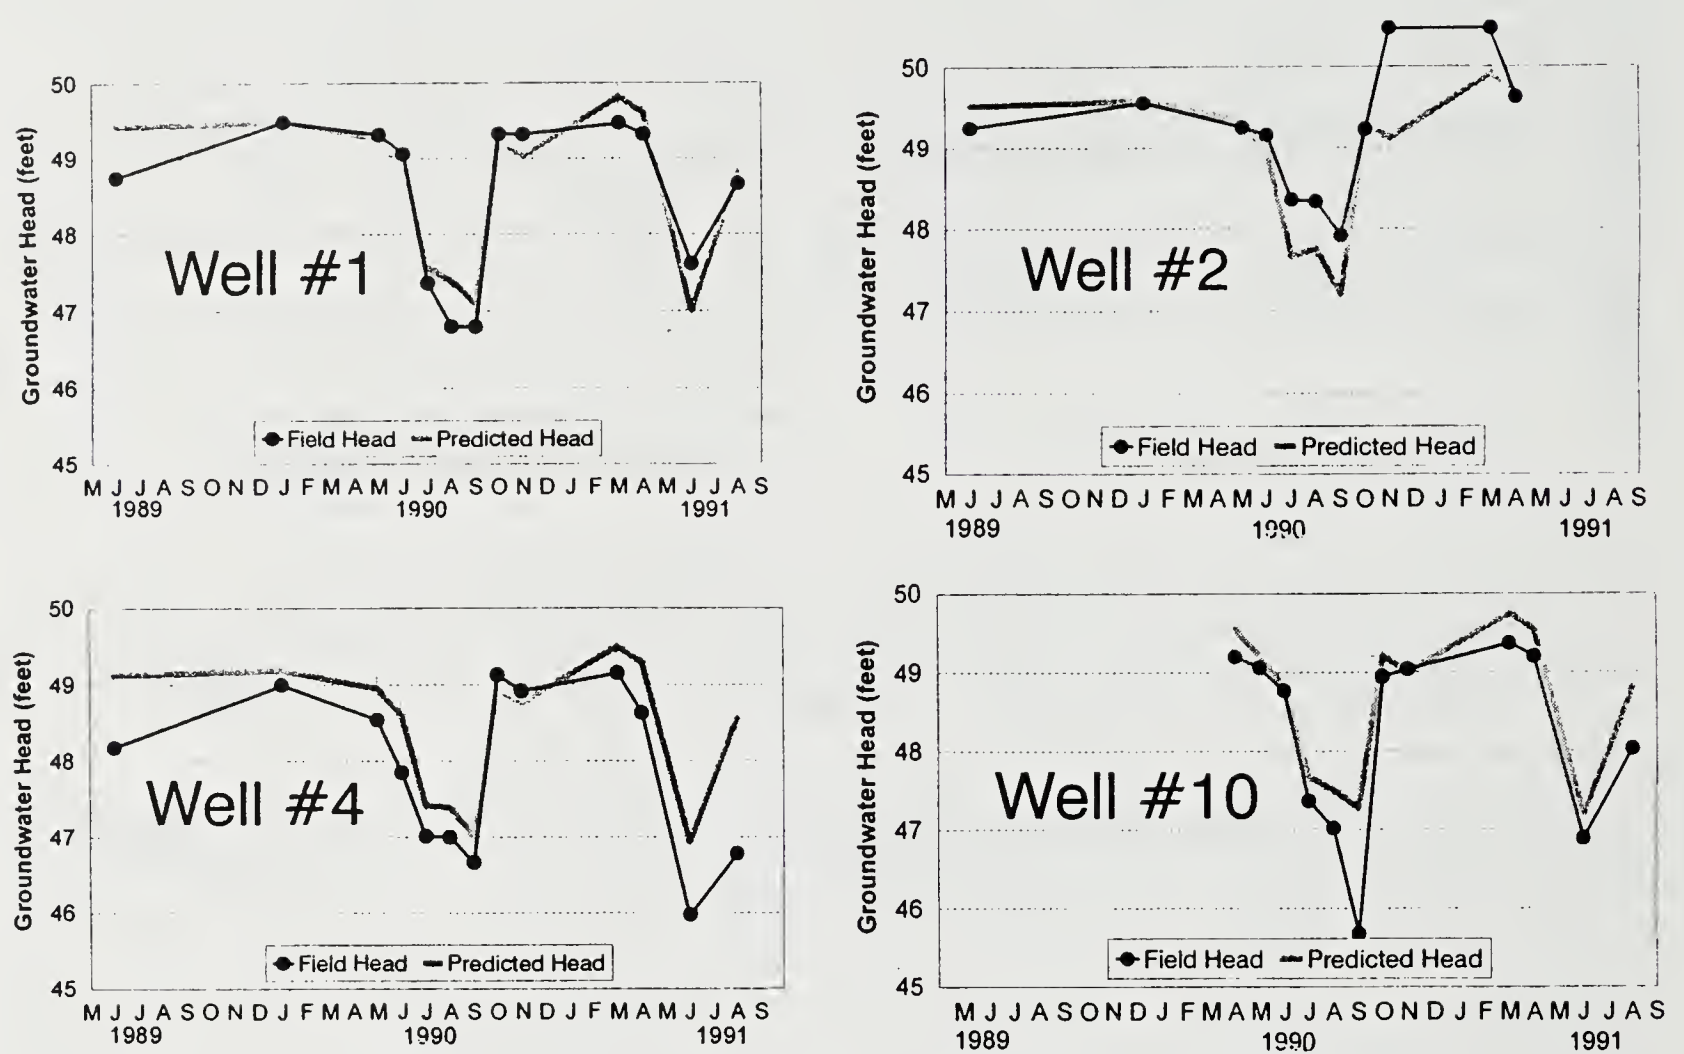 50
49
48
47
46
45
Groundwater Head (feet)
Well #1
Field Head Predicted Head
M J J A S O N D J F M A M J J A S O N D J F M A M J J A S
1989 1990 1991
50
49
48
47
46
45
Groundwater Head (feet)
Well #2
Field Head Predicted Head
M J J A S O N D J F M A M J J A S O N D J F M A M J J A S
1989 1990 1991
50
49
48
47
46
45
Groundwater Head (feet)
Well #4
Field Head Predicted Head
M J J A S O N D J F M A M J J A S O N D J F M A M J J A S
1989 1990 1991
50
49
48
47
46
45
Groundwater Head (feet)
Well #10
Field Head Predicted Head
M J J A S O N D J F M A M J J A S O N D J F M A M J J A S
1989 1990 1991